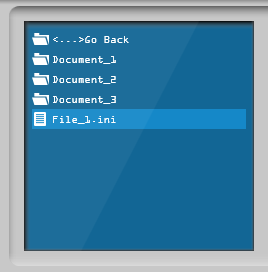 <--->Go Back
Document_1
Document_2
Document_3
File_1.ini